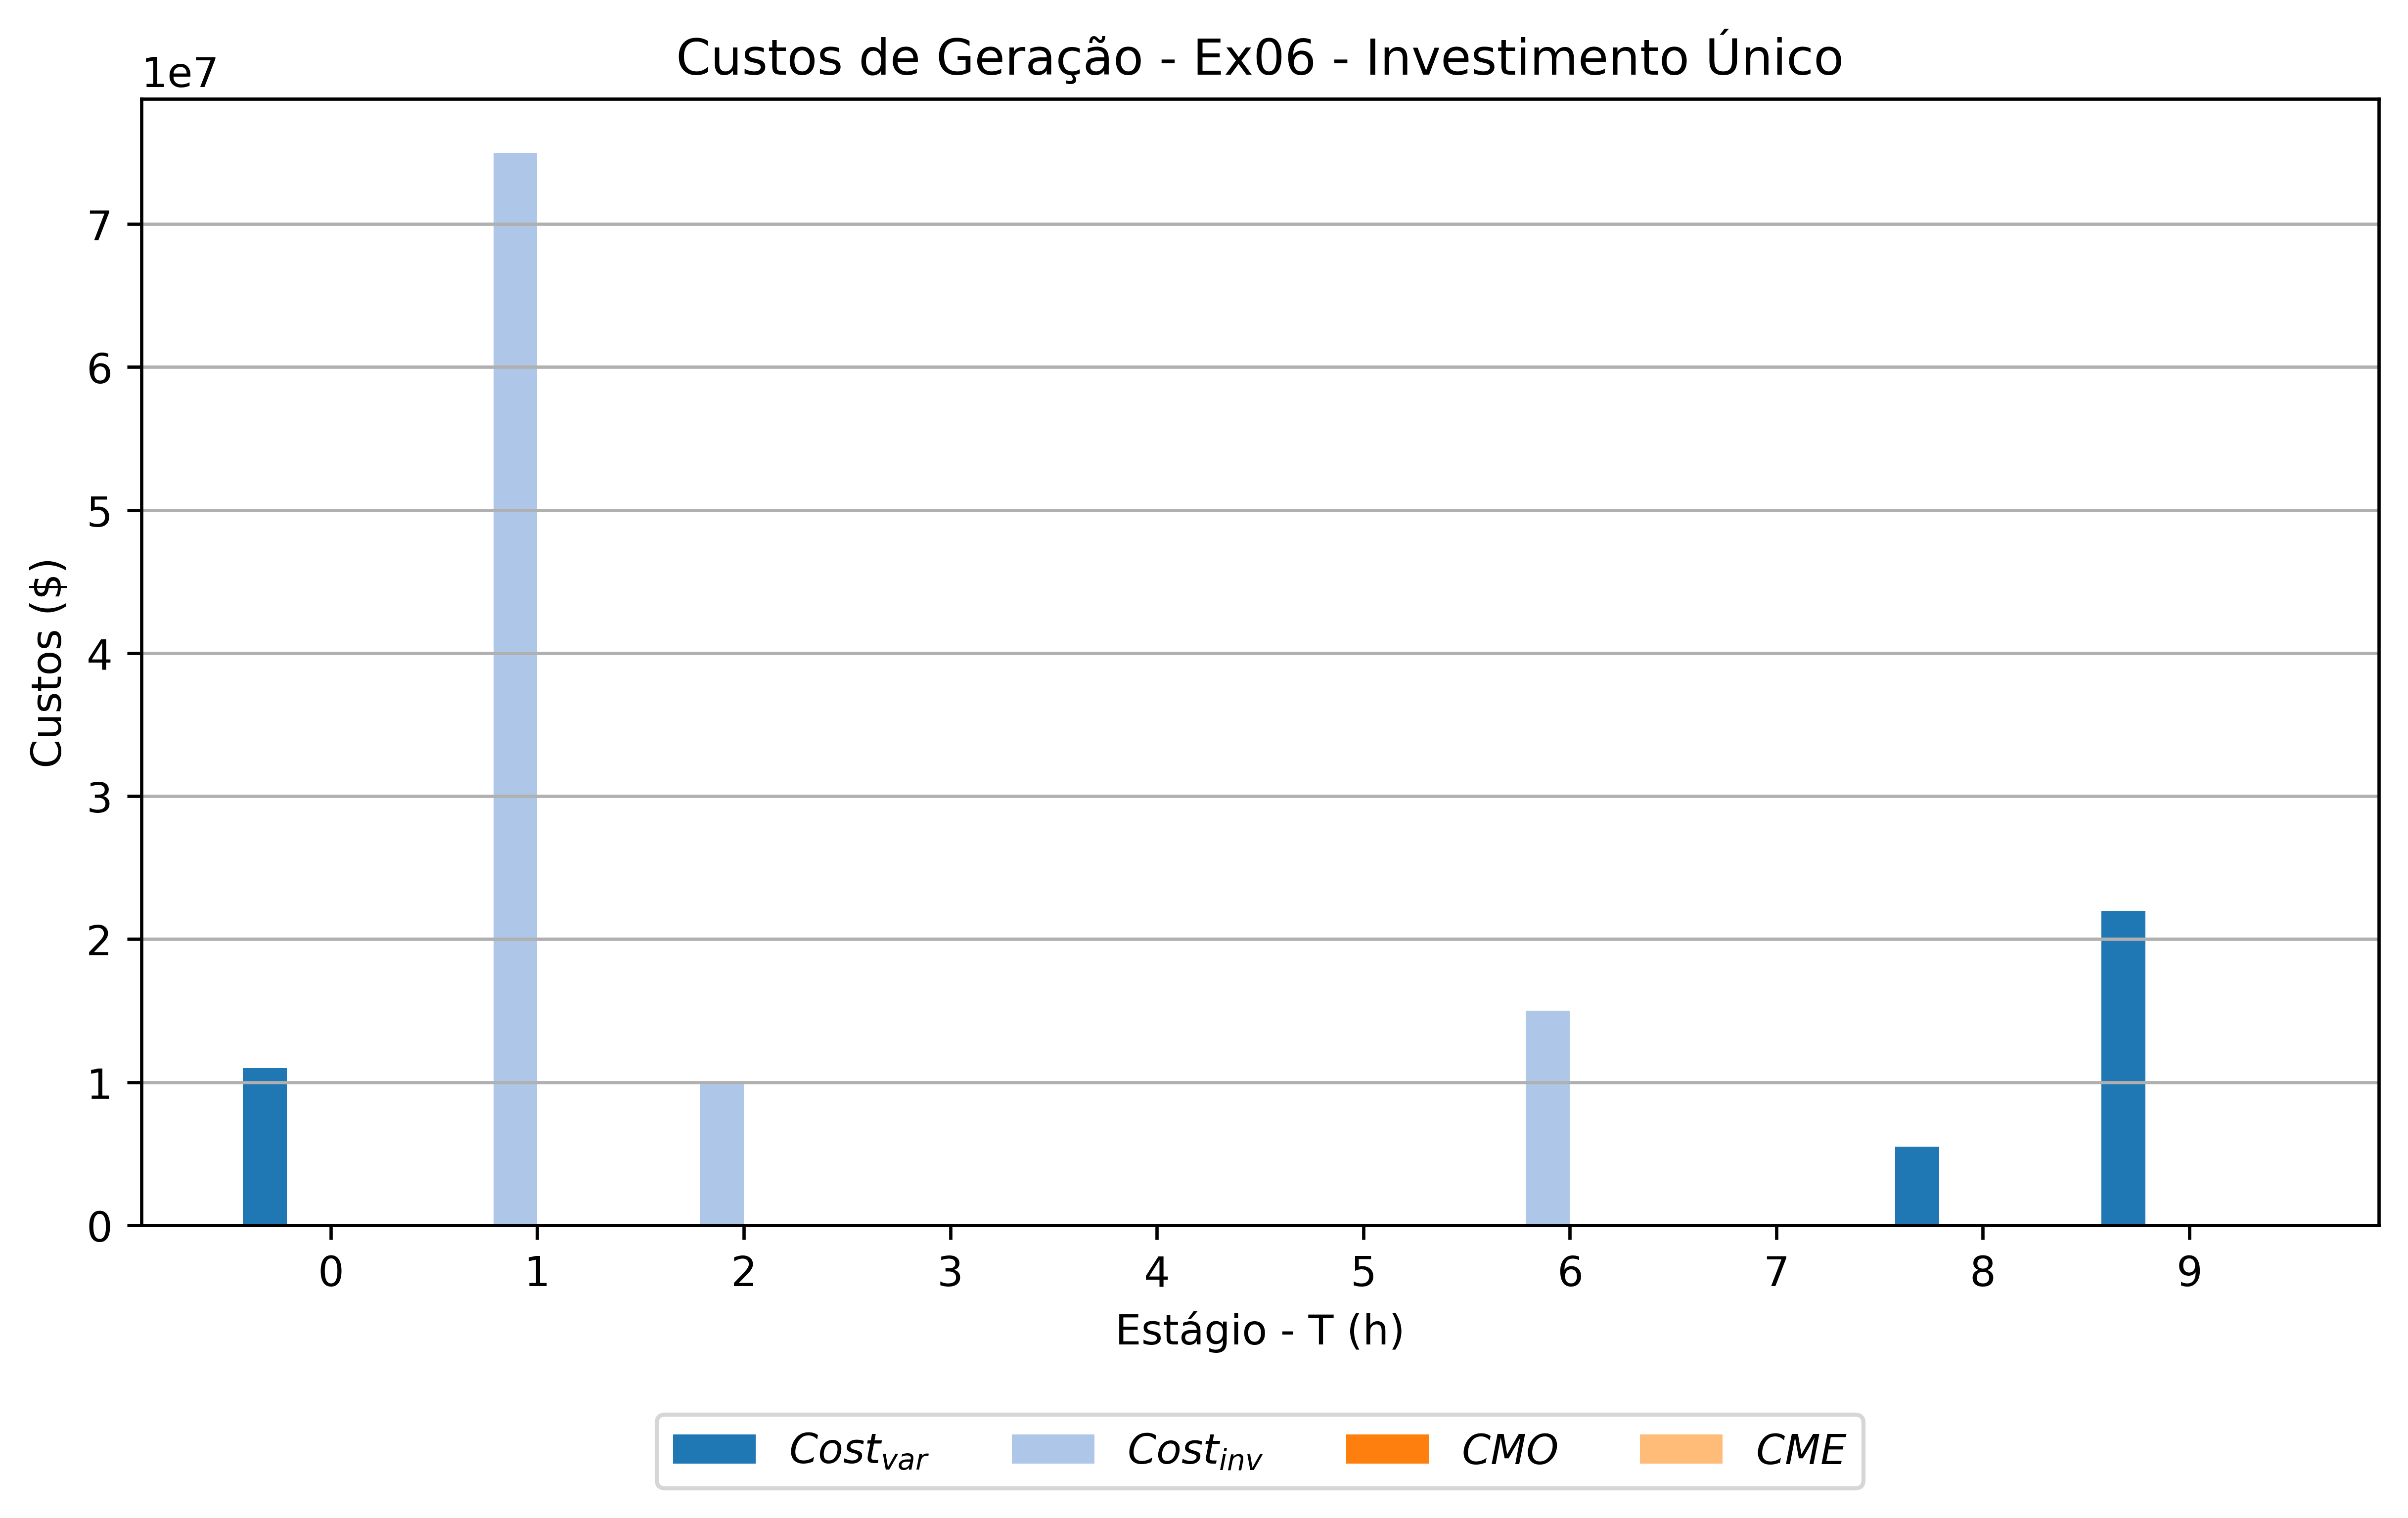 Custos de Geração - Ex06 - Investimento Único
1e7
7
6
5
4
3
2
1
0
Custos ($)
0 1 2 3 4 5 6 7 8 9
Estágio - T (h)
Cost_var Cost_inv CMO CME